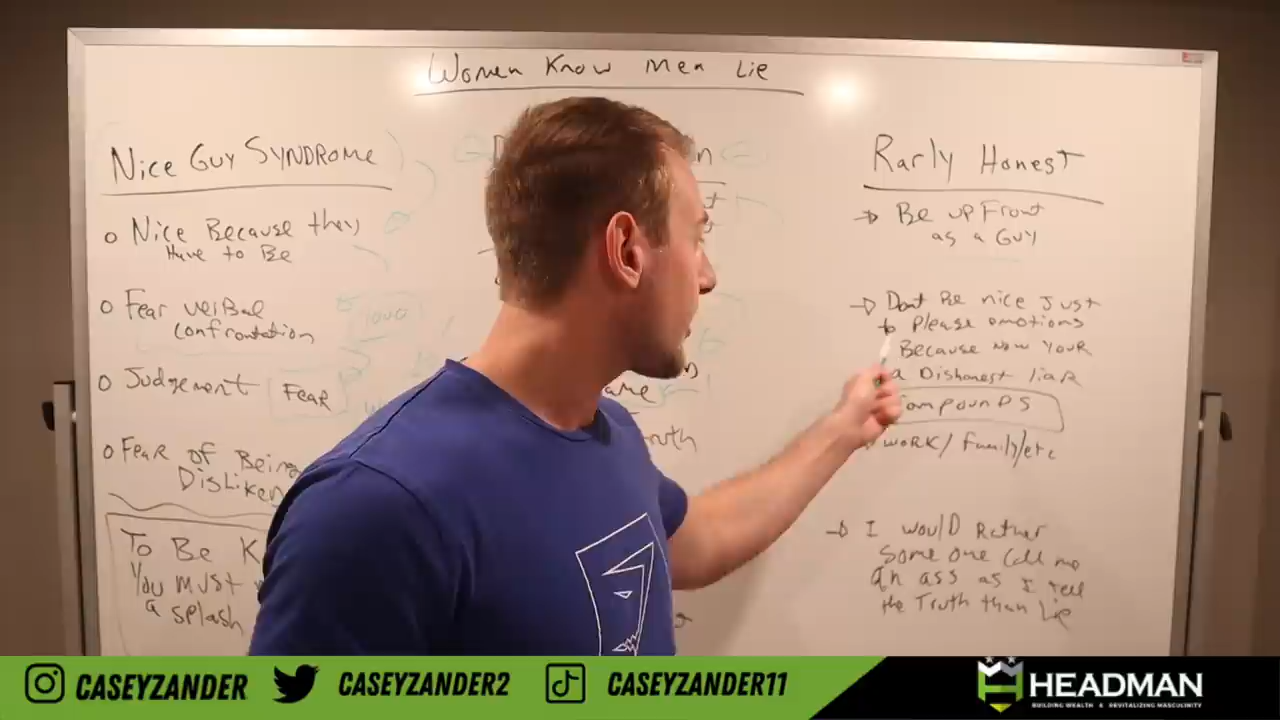 Women Know Men Lie
Nice Guy Syndrome
Nice Because they
Have to Be
Fear verbal
confrontation
Judgement Fear
Fear of Being
Disliked
To Be K
You must
a splash
Rarly Honest
Be upfront
as a Guy
Dont Be nice Just
to Please emotions
Because now your
a Dishonest liar
ompounds
work/family/etc
I would Rather
Some one Call me
an ass as I tell
the Truth than Lie
CASEYZANDER
CASEYZANDER2
CASEYZANDER11
HEADMAN
BUILDING WEALTH & REVITALIZING MASCULINITY